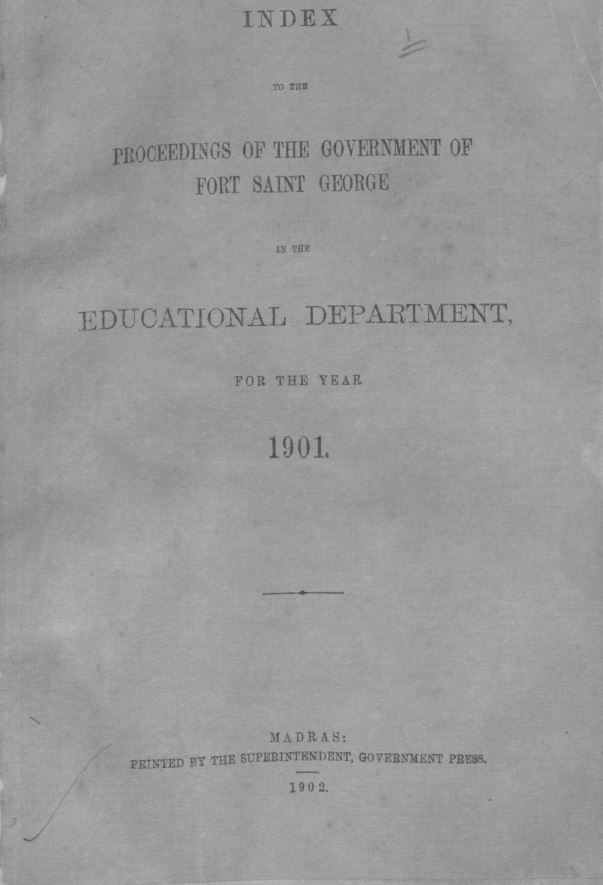 INDEX
TO THE
PROCEEDINGS OF THE GOVERNMENT OF
FORT SAINT GEORGE
IN THE
EDUCATIONAL DEPARTMENT,
FOR THE YEAR
1901.
MADRAS:
PRINTED BY THE SUPERINTENDENT, GOVERNMENT PRESS.
1902.